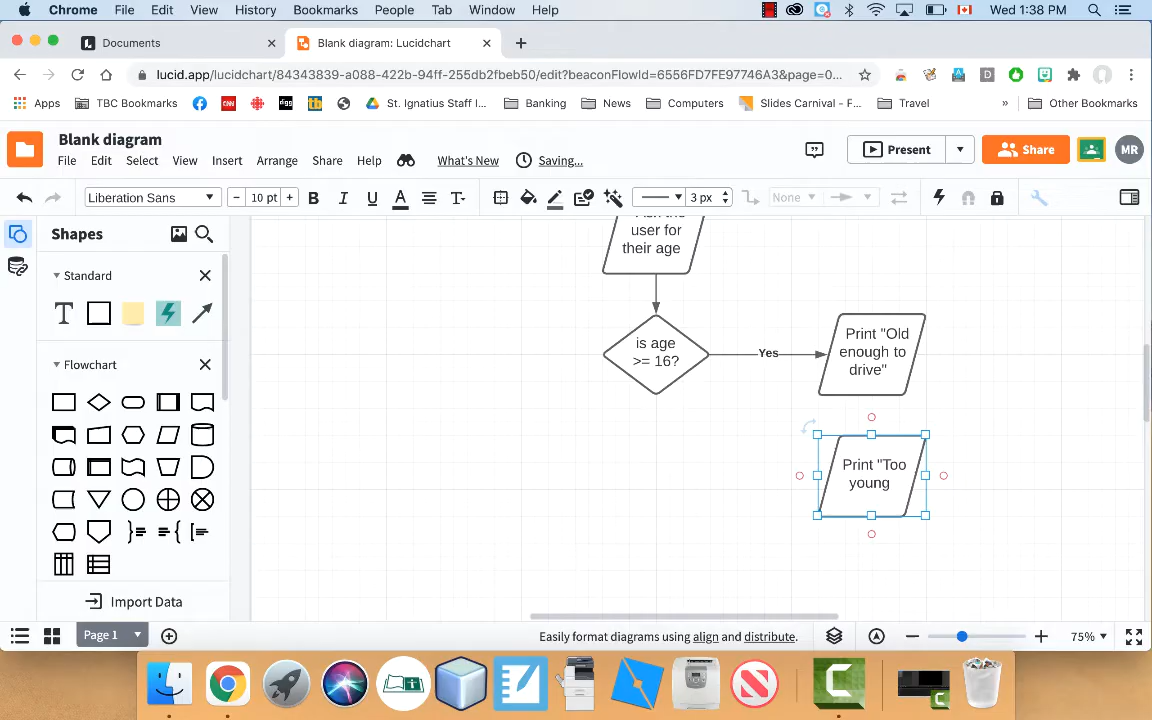 Chrome File Edit View History Bookmarks People Tab Window Help Wed 1:38 PM
Documents Blank diagram: Lucidchart
lucid.app/lucidchart/84343839-a088-422b-94ff-255db2fbeb50/edit?beaconFlowId=6556FD7FE97746A3&page=0...
Apps TBC Bookmarks CNN digg tb St. Ignatius Staff I... Banking News Computers Slides Carnival - F... Travel » Other Bookmarks
Blank diagram
File Edit Select View Insert Arrange Share Help What's New Saving...
Present Share MR
Liberation Sans − 10 pt + B I U A T 3 px None
Shapes
Standard
T
Flowchart
Import Data
Ask the
user for
their age
is age
>= 16?
Yes
Print "Old
enough to
drive"
Print "Too
young
Page 1 Easily format diagrams using align and distribute. 75%